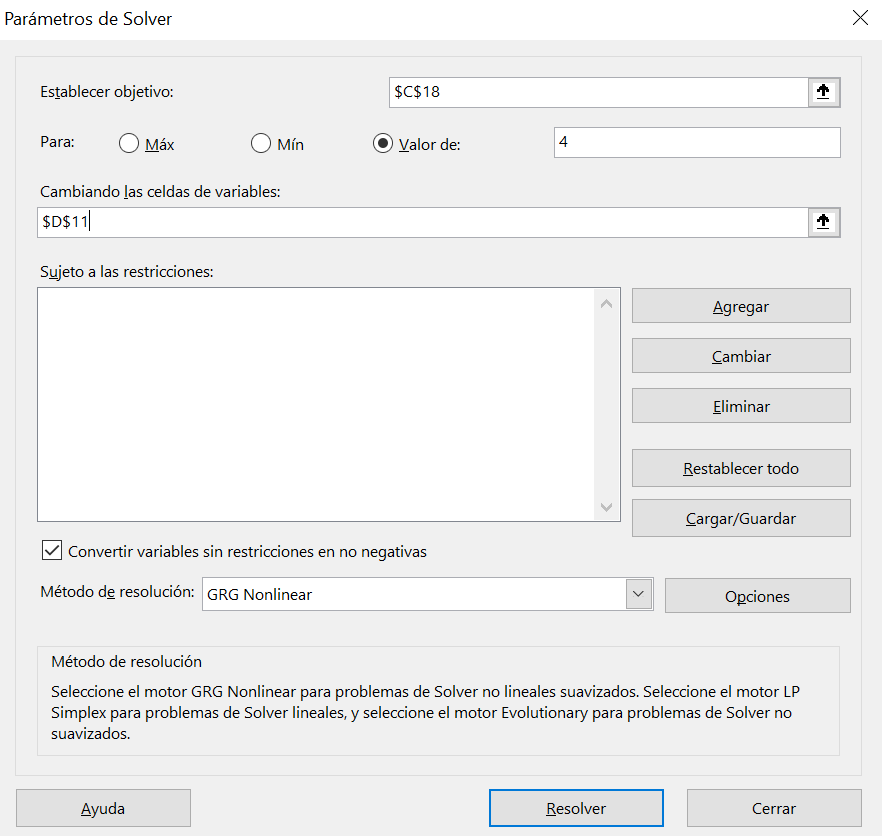 Parámetros de Solver
Establecer objetivo:
$C$18
Para:
Máx
Mín
Valor de:
4
Cambiando las celdas de variables:
$D$11
Sujeto a las restricciones:
Agregar
Cambiar
Eliminar
Restablecer todo
Cargar/Guardar
Convertir variables sin restricciones en no negativas
Método de resolución:
GRG Nonlinear
Opciones
Método de resolución
Seleccione el motor GRG Nonlinear para problemas de Solver no lineales suavizados. Seleccione el motor LP
Simplex para problemas de Solver lineales, y seleccione el motor Evolutionary para problemas de Solver no
suavizados.
Ayuda
Resolver
Cerrar